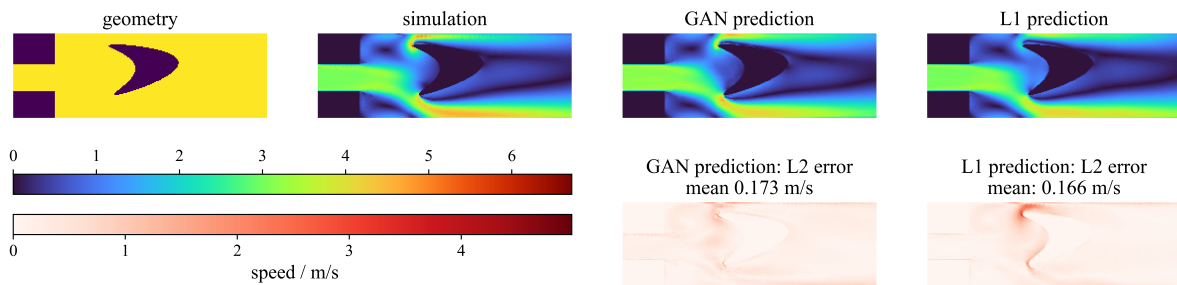 geometry
simulation
GAN prediction
L1 prediction
0 1 2 3 4 5 6
GAN prediction: L2 error
mean 0.173 m/s
L1 prediction: L2 error
mean: 0.166 m/s
0 1 2 3 4
speed / m/s